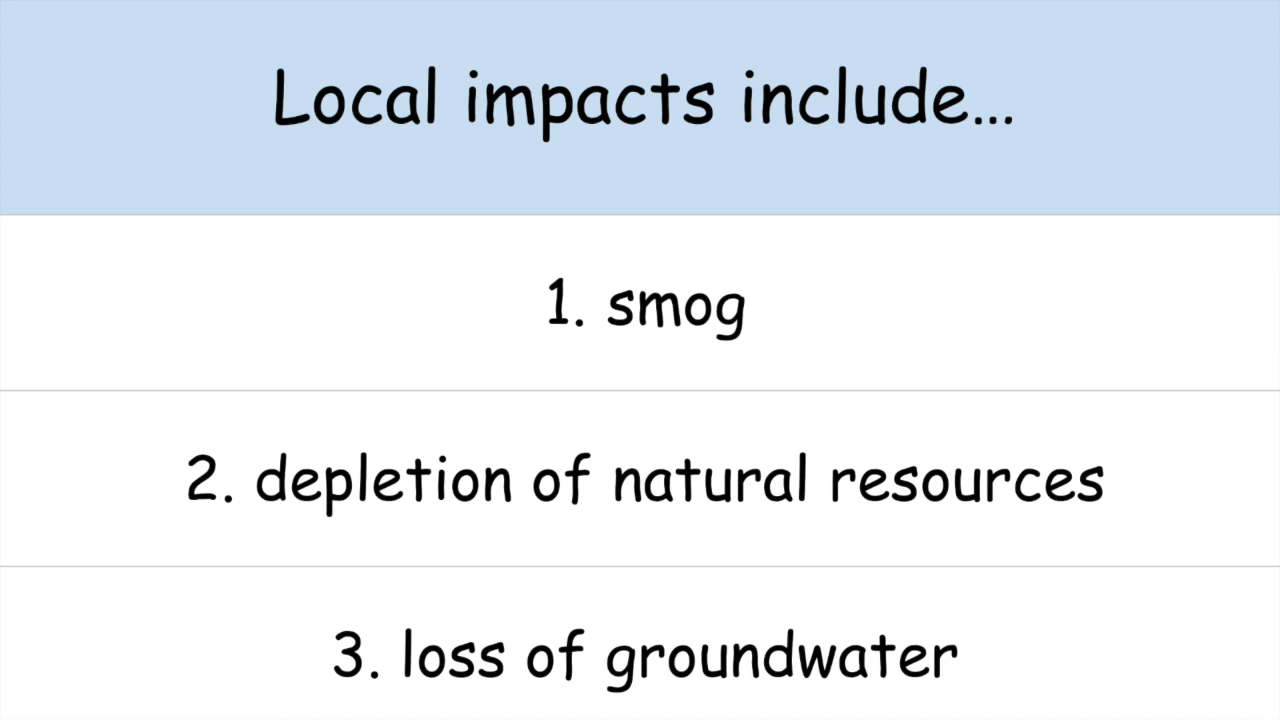 Local impacts include...
1. smog
2. depletion of natural resources
3. loss of groundwater